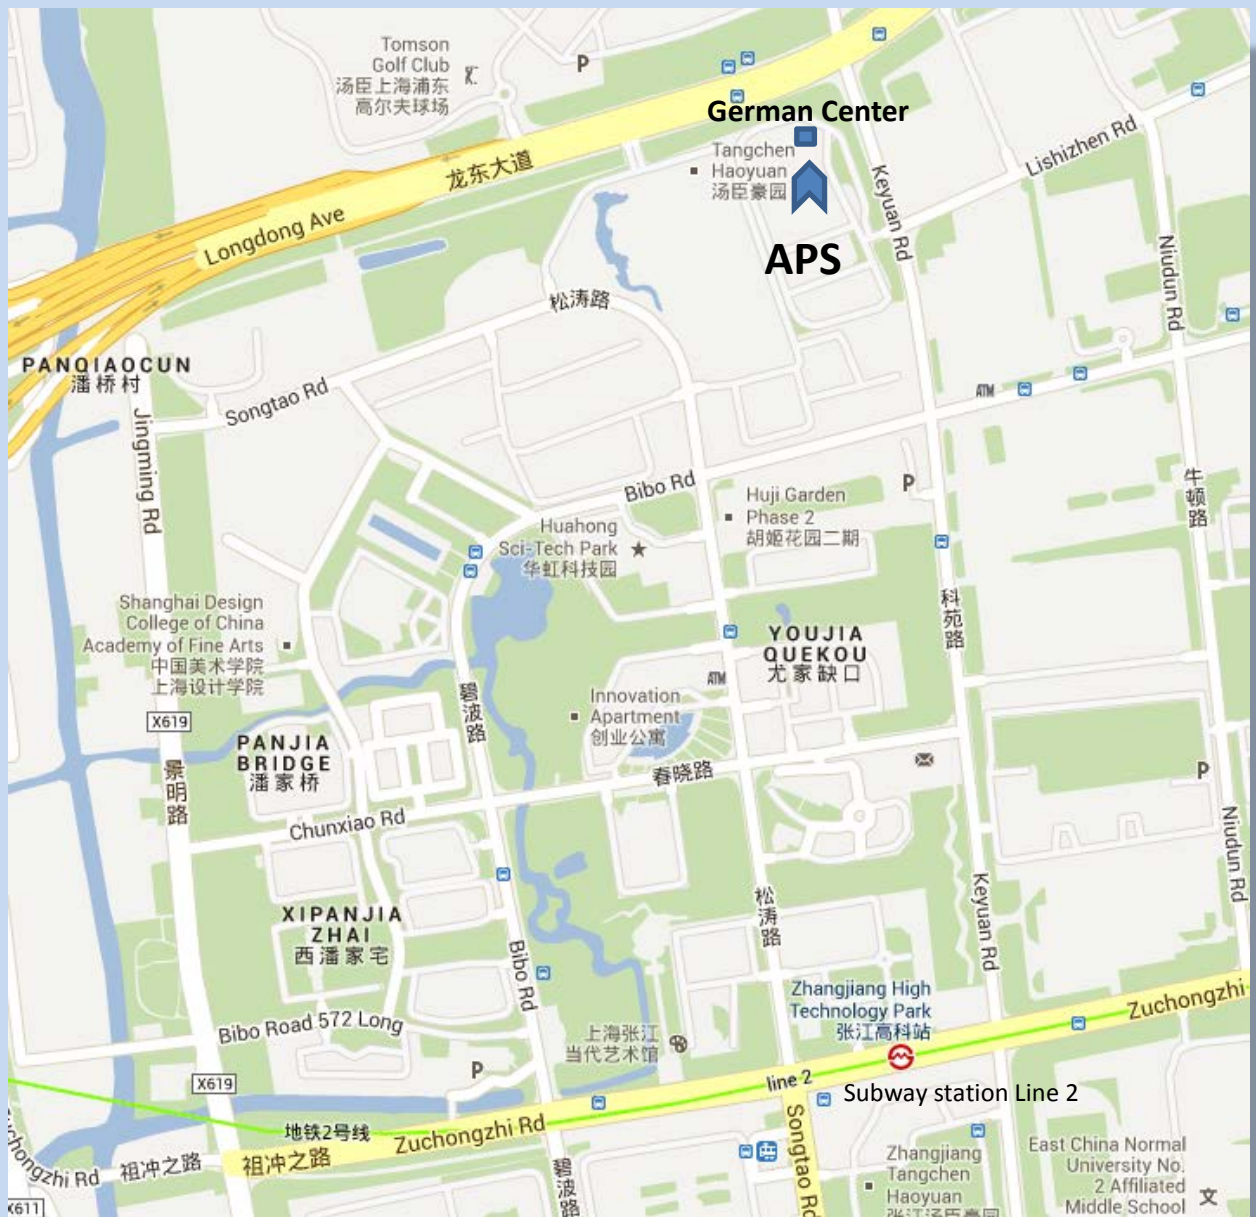 Tomson
Golf Club
汤臣上海浦东
高尔夫球场
P
German Center
Tangchen
Haoyuan
汤臣豪园
APS
Keyuan Rd
Lishizhen Rd
Niudun Rd
龙东大道
Longdong Ave
松涛路
PANQIAOCUN
潘桥村
Songtao Rd
Jingming Rd
ATM
Bibo Rd
P
Huji Garden
Phase 2
胡姬花园二期
牛顿路
Huahong
Sci-Tech Park
华虹科技园
科苑路
Shanghai Design
College of China
Academy of Fine Arts
中国美术学院
上海设计学院
YOUJIA
QUEKOU
尤家缺口
ATM
碧波路
Innovation
Apartment
创业公寓
X619
PANJIA
BRIDGE
潘家桥
景明路
春晓路
P
Chunxiao Rd
Niudun Rd
XIPANJIA
ZHAI
西潘家宅
松涛路
Keyuan Rd
Bibo Rd
Zhangjiang High
Technology Park
张江高科站
Zuchongzhi
Bibo Road 572 Long
上海张江
当代艺术馆
P
X619
line 2
Subway station Line 2
地铁2号线
Zuchongzhi Rd
Songtao Rd
祖冲之路
祖冲之路
碧波路
Zhangjiang
Tangchen
Haoyuan
张江汤臣豪园
East China Normal
University No.
2 Affiliated
Middle School
文
X611